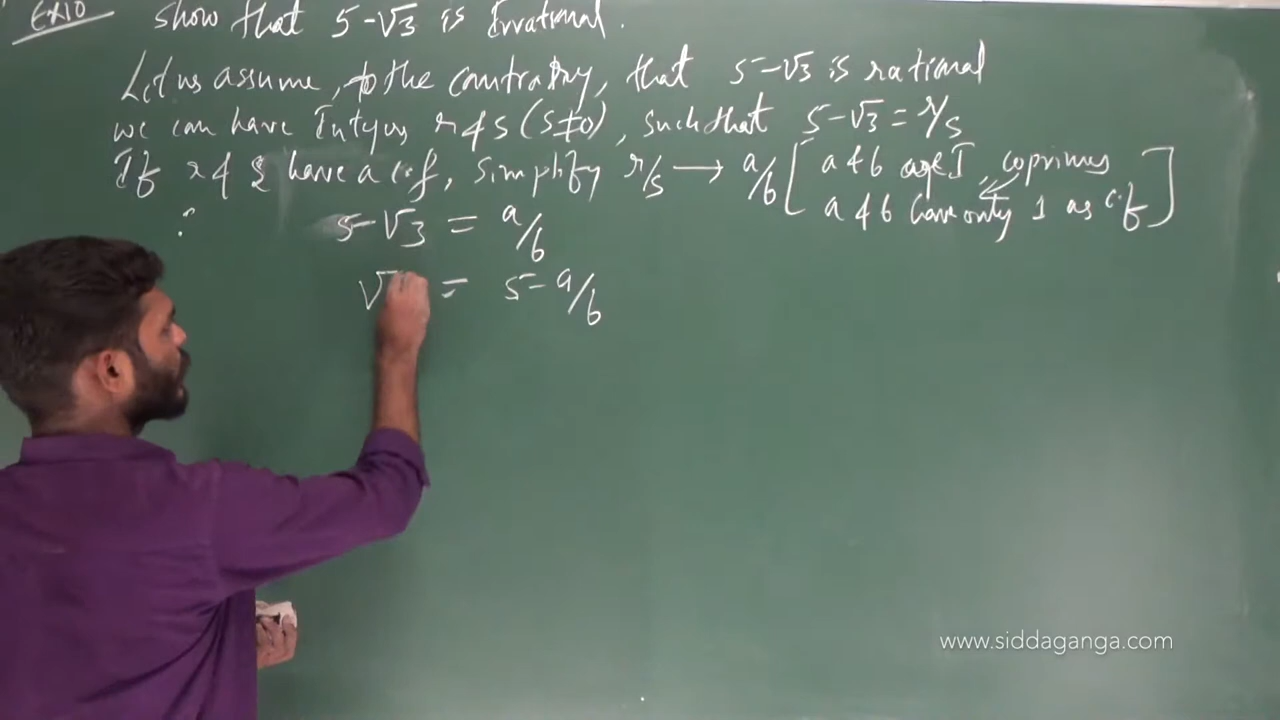 Ex10 Show that 5-√3 is Irrational.
Let us assume, to the contrary, that 5-√3 is rational
we can have Integers r & s (s≠0), such that 5-√3 = r/s
If r & s have a c.f, simplify r/s → a/b [a & b are I, coprimes
a & b have only 1 as c.f]
∴ 5-√3 = a/b
√ = 5 - a/b
www.siddaganga.com